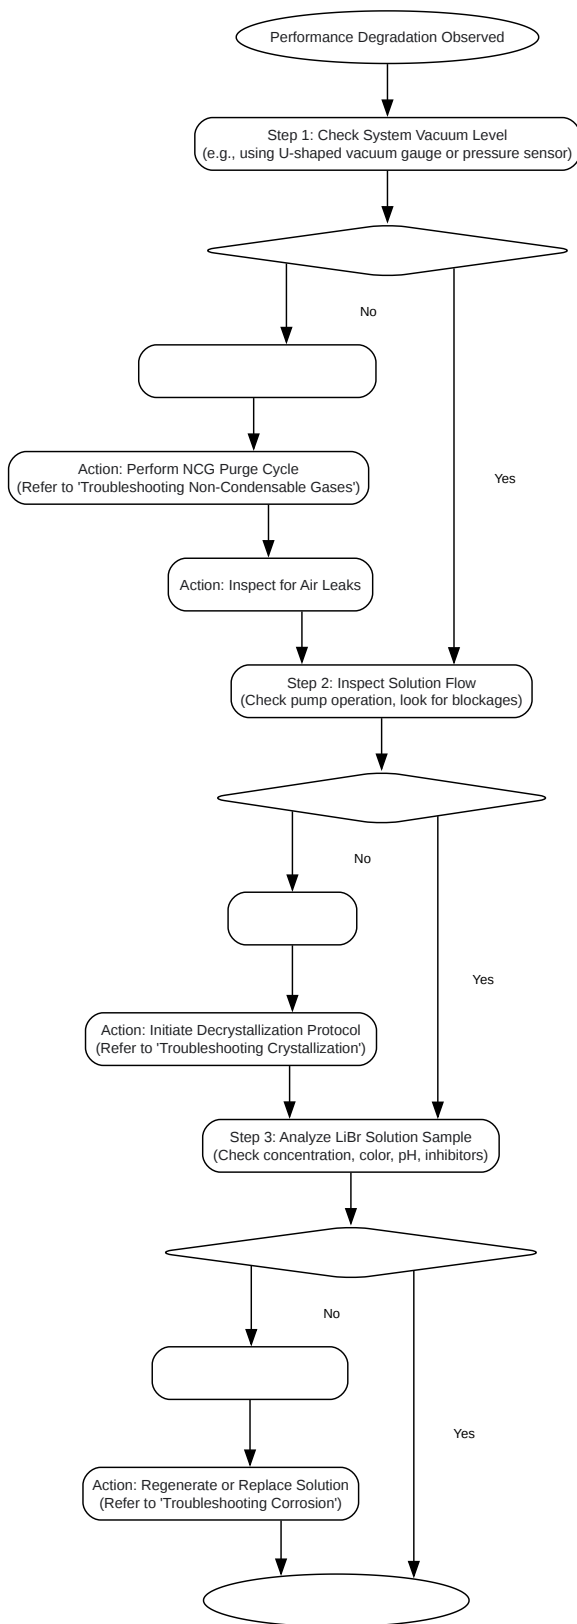 Performance Degradation Observed
Step 1: Check System Vacuum Level
(e.g., using U-shaped vacuum gauge or pressure sensor)
No
Action: Perform NCG Purge Cycle
(Refer to 'Troubleshooting Non-Condensable Gases')
Yes
Action: Inspect for Air Leaks
Step 2: Inspect Solution Flow
(Check pump operation, look for blockages)
No
Yes
Action: Initiate Decrystallization Protocol
(Refer to 'Troubleshooting Crystallization')
Step 3: Analyze LiBr Solution Sample
(Check concentration, color, pH, inhibitors)
No
Yes
Action: Regenerate or Replace Solution
(Refer to 'Troubleshooting Corrosion')